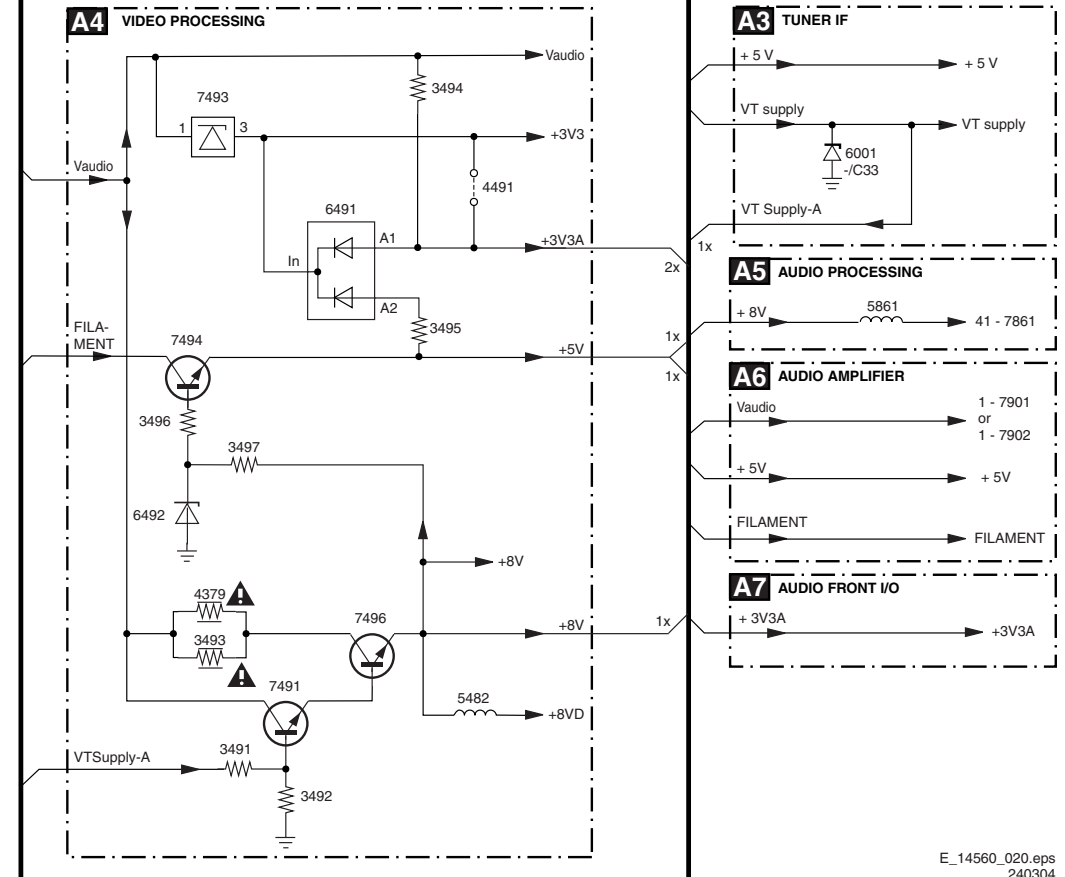 A4 VIDEO PROCESSING
Vaudio
3494
7493
1
3
+3V3
Vaudio
4491
6491
A1
+3V3A
In
2x
A2
FILA-
MENT
7494
3495
+5V
1x
1x
3496
3497
6492
+8V
4379
3493
7496
+8V
1x
7491
5482
+8VD
VTSupply-A
3491
3492
A3 TUNER IF
+ 5 V
+ 5 V
VT supply
VT supply
6001
-/C33
VT Supply-A
1x
A5 AUDIO PROCESSING
+ 8V
5861
41 - 7861
A6 AUDIO AMPLIFIER
Vaudio
1 - 7901
or
1 - 7902
+ 5V
+ 5V
FILAMENT
FILAMENT
A7 AUDIO FRONT I/O
+ 3V3A
+3V3A
E_14560_020.eps
240304